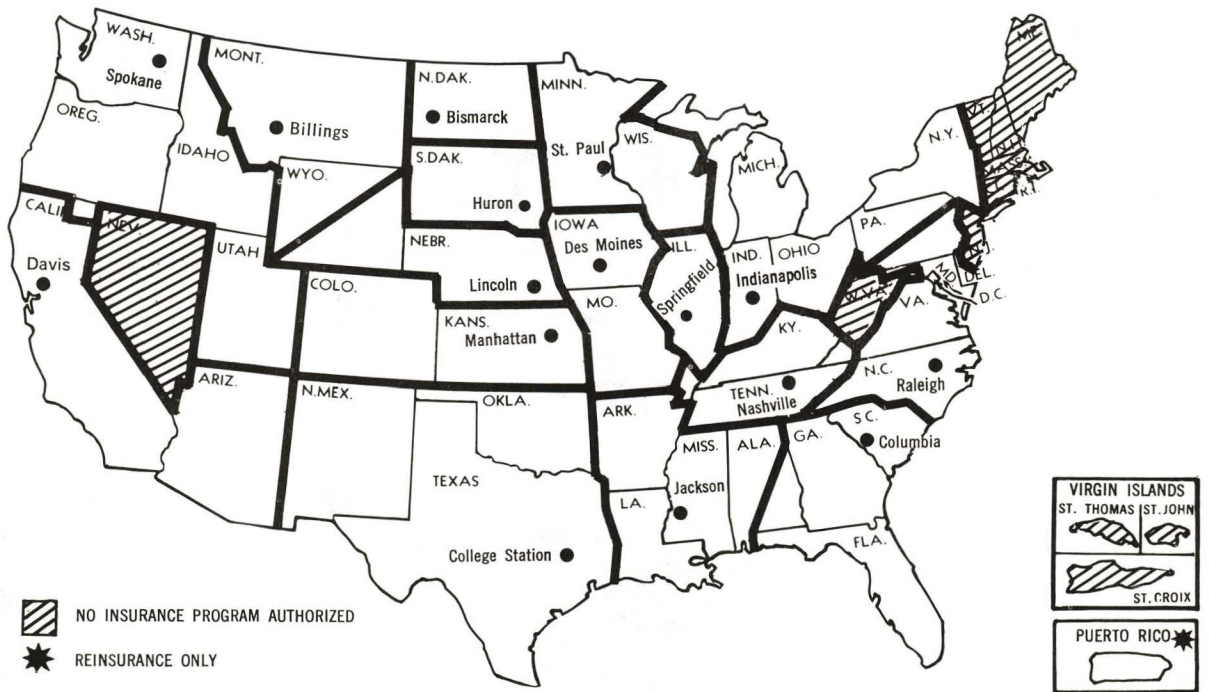 WASH.
Spokane
MONT.
Billings
N.DAK.
Bismarck
MINN.
St. Paul
WIS.
MICH.
N.Y.
ME.
VT.
N.H.
MASS.
R.I.
OREG.
IDAHO
WYO.
S.DAK.
Huron
IOWA
Des Moines
ILL.
Springfield
IND.
Indianapolis
OHIO
PA.
N.J.
DEL.
MD.
D.C.
CALIF
NEV.
UTAH
Davis
COLO.
NEBR.
Lincoln
KANS.
Manhattan
MO.
KY.
W.VA.
VA.
ARIZ.
N.MEX.
OKLA.
ARK.
TENN.
Nashville
N.C.
Raleigh
S.C.
Columbia
TEXAS
College Station
LA.
MISS.
Jackson
ALA.
GA.
FLA.
NO INSURANCE PROGRAM AUTHORIZED
REINSURANCE ONLY
VIRGIN ISLANDS
ST. THOMAS
ST. JOHN
ST. CROIX
PUERTO RICO